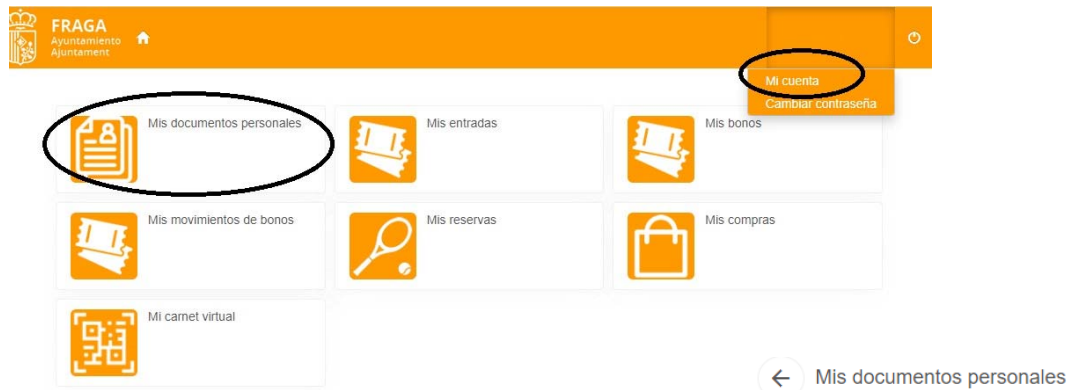 FRAGA
Ayuntamiento
Ajuntament
Mi cuenta
Cambiar contraseña
Mis documentos personales
Mis entradas
Mis bonos
Mis movimientos de bonos
Mis reservas
Mis compras
Mi carnet virtual
Mis documentos personales